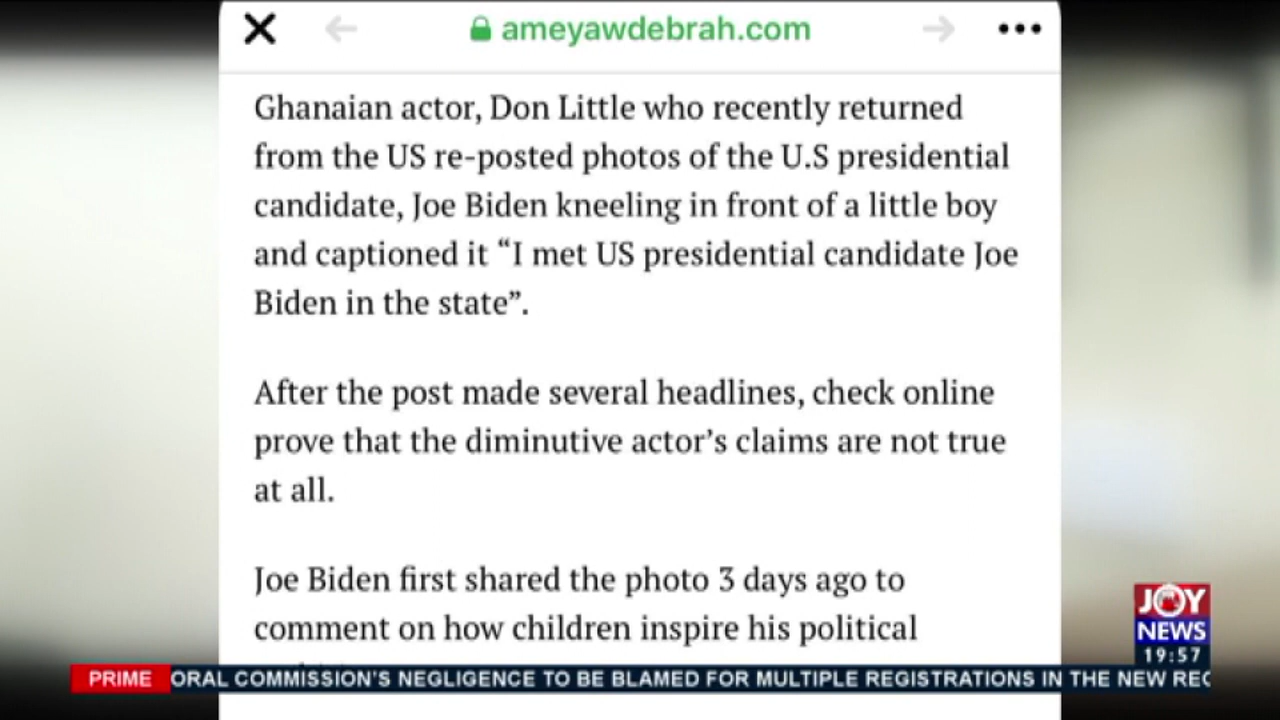 ameyawdebrah.com
Ghanaian actor, Don Little who recently returned
from the US re-posted photos of the U.S presidential
candidate, Joe Biden kneeling in front of a little boy
and captioned it “I met US presidential candidate Joe
Biden in the state”.
After the post made several headlines, check online
prove that the diminutive actor’s claims are not true
at all.
Joe Biden first shared the photo 3 days ago to
comment on how children inspire his political
JOY
NEWS
19:57
PRIME
ORAL COMMISSION'S NEGLIGENCE TO BE BLAMED FOR MULTIPLE REGISTRATIONS IN THE NEW REG